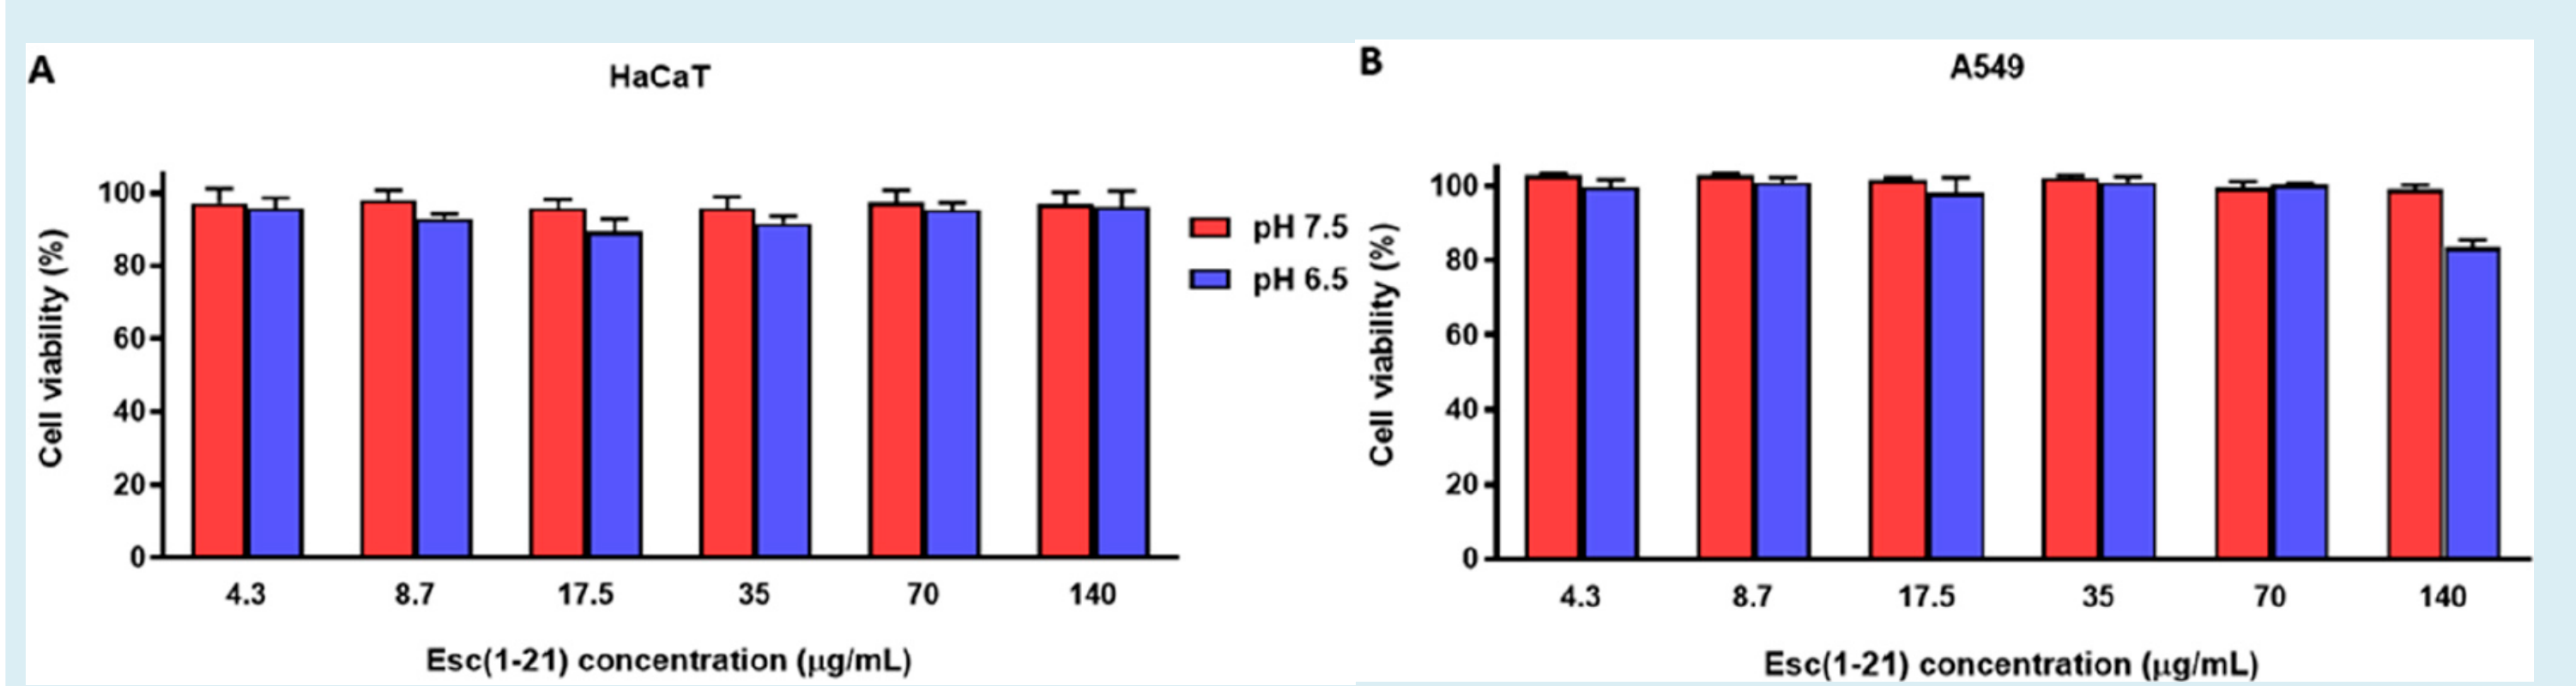 A
HaCaT
Cell viability (%)
100
80
60
40
20
0
4.3 8.7 17.5 35 70 140
Esc(1-21) concentration (µg/mL)
pH 7.5
pH 6.5
B
A549
Cell viability (%)
100
80
60
40
20
0
4.3 8.7 17.5 35 70 140
Esc(1-21) concentration (µg/mL)